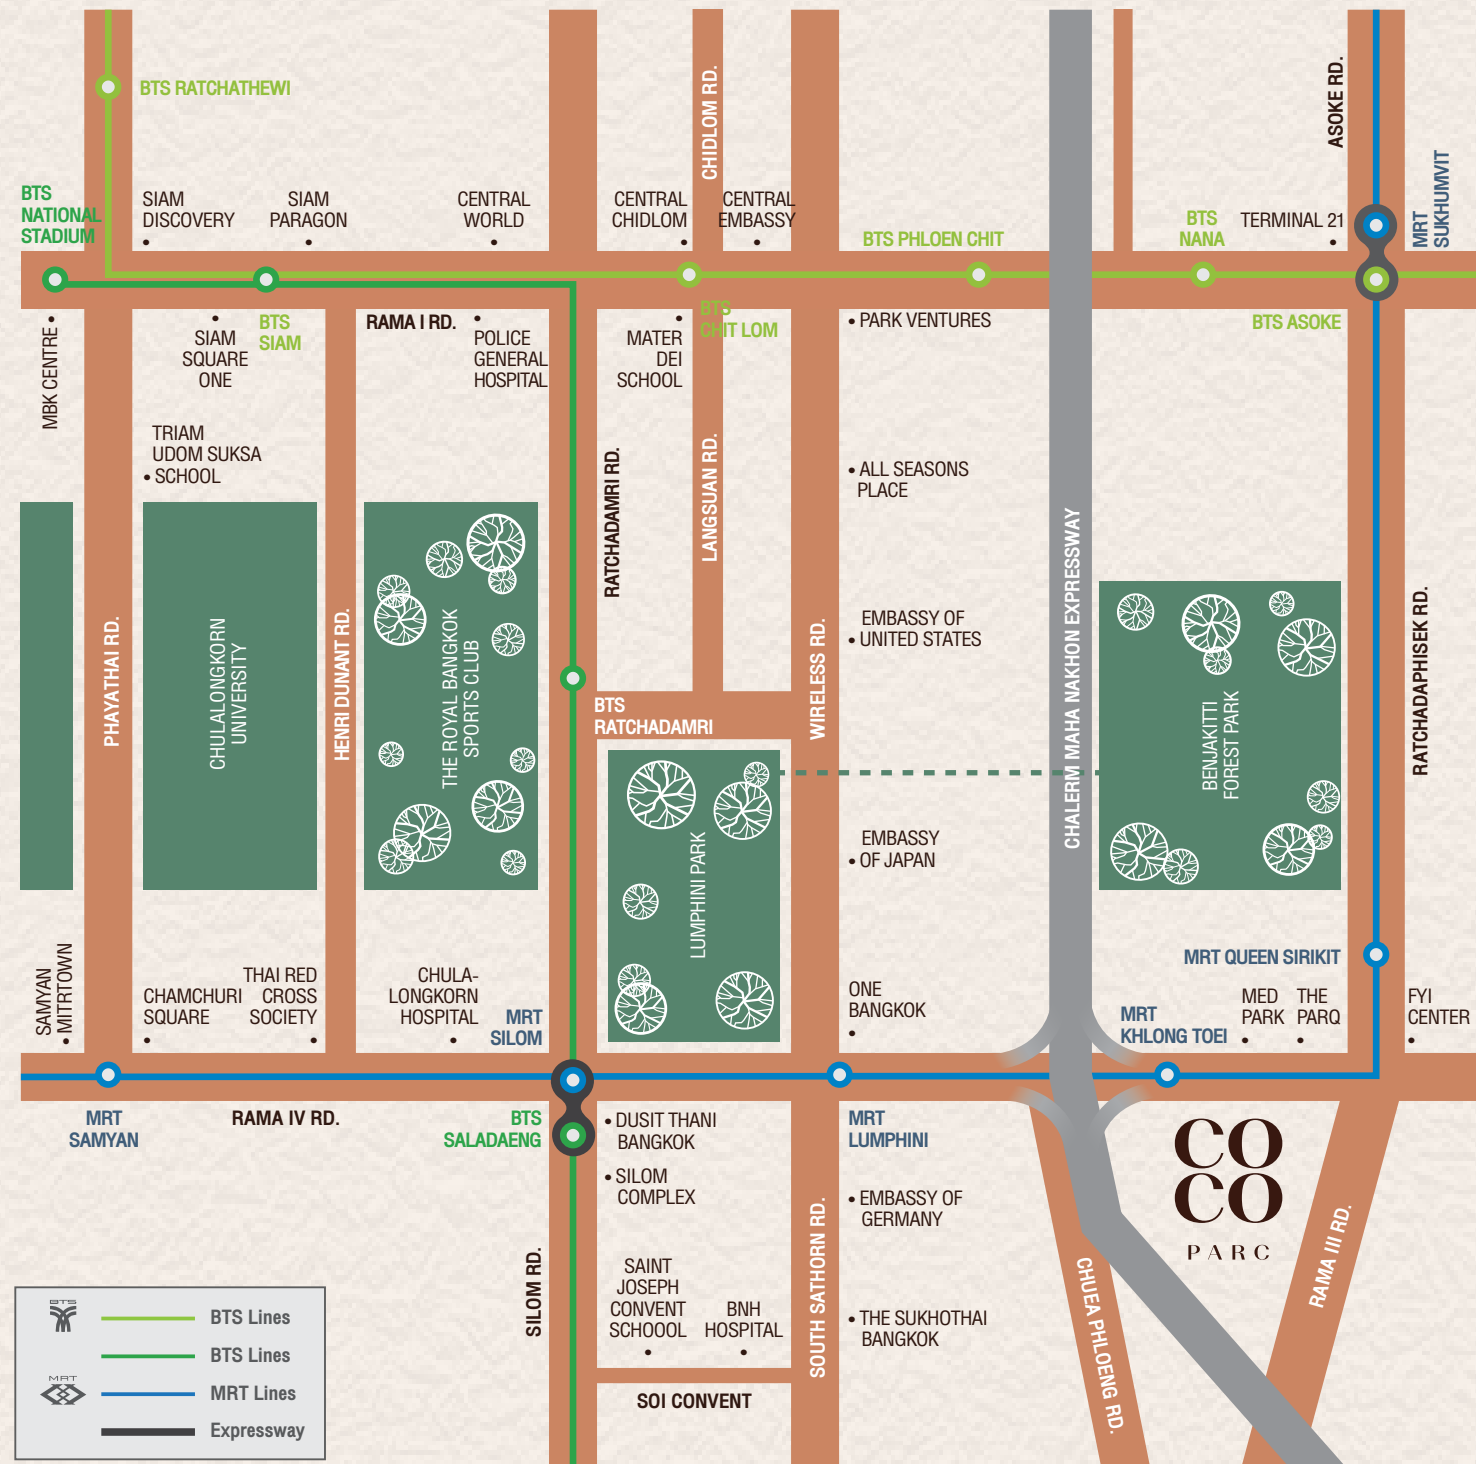 BTS RATCHATHEWI
CHIDLOM RD.
ASOKE RD.
MRT
SUKHUMVIT
BTS
NATIONAL
STADIUM
SIAM
DISCOVERY
SIAM
PARAGON
CENTRAL
WORLD
CENTRAL
CHIDLOM
CENTRAL
EMBASSY
BTS PHLOEN CHIT
BTS
NANA
TERMINAL 21
MBK CENTRE
SIAM
SQUARE
ONE
BTS
SIAM
RAMA I RD.
POLICE
GENERAL
HOSPITAL
MATER
DEI
SCHOOL
BTS
CHIT LOM
• PARK VENTURES
BTS ASOKE
TRIAM
UDOM SUKSA
• SCHOOL
RATCHADAMRI RD.
LANGSUAN RD.
• ALL SEASONS
PLACE
CHALERM MAHA NAKHON EXPRESSWAY
PHAYATHAI RD.
CHULALONGKORN
UNIVERSITY
HENRI DUNANT RD.
THE ROYAL BANGKOK
SPORTS CLUB
BTS
RATCHADAMRI
WIRELESS RD.
EMBASSY OF
• UNITED STATES
BENJAKITTI
FOREST PARK
RATCHADAPHISEK RD.
LUMPHINI PARK
EMBASSY
• OF JAPAN
SAMYAN
MITRTOWN
CHAMCHURI
SQUARE
THAI RED
CROSS
SOCIETY
CHULA-
LONGKORN
HOSPITAL
MRT
SILOM
ONE
BANGKOK
MRT QUEEN SIRIKIT
MRT
KHLONG TOEI
MED
PARK
THE
PARQ
FYI
CENTER
MRT
SAMYAN
RAMA IV RD.
BTS
SALADAENG
• DUSIT THANI
BANGKOK
• SILOM
COMPLEX
MRT
LUMPHINI
• EMBASSY OF
GERMANY
CO
CO
PARC
SILOM RD.
SAINT
JOSEPH
CONVENT
SCHOOOL
BNH
HOSPITAL
SOUTH SATHORN RD.
• THE SUKHOTHAI
BANGKOK
CHUEA PHLOENG RD.
RAMA III RD.
SOI CONVENT
BTS
BTS Lines
BTS Lines
MRT
MRT Lines
Expressway